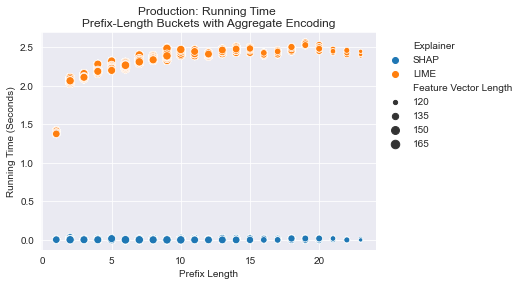 Production: Running Time
Prefix-Length Buckets with Aggregate Encoding
Running Time (Seconds)
2.5
2.0
1.5
1.0
0.5
0.0
0
5
10
15
20
Prefix Length
Explainer
SHAP
LIME
Feature Vector Length
120
135
150
165